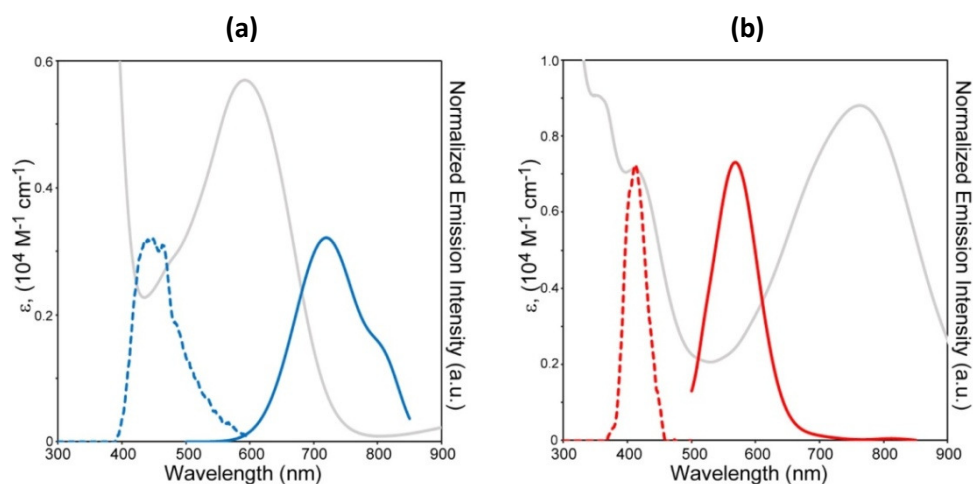 (a)
ε, (10⁴ M⁻¹ cm⁻¹)
0.6
0.4
0.2
0
300 400 500 600 700 800 900
Wavelength (nm)
Normalized Emission Intensity (a.u.)
(b)
ε, (10⁴ M⁻¹ cm⁻¹)
1.0
0.8
0.6
0.4
0.2
0
300 400 500 600 700 800 900
Wavelength (nm)
Normalized Emission Intensity (a.u.)